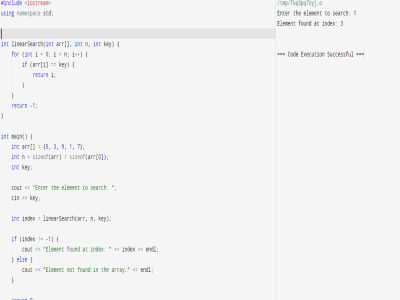 #include <iostream>
using namespace std;
int linearSearch(int arr[], int n, int key) {
for (int i = 0; i < n; i++) {
if (arr[i] == key) {
return i;
}
}
return -1;
}
int main() {
int arr[] = {5, 3, 9, 1, 7};
int n = sizeof(arr) / sizeof(arr[0]);
int key;
cout << "Enter the element to search: ";
cin >> key;
int index = linearSearch(arr, n, key);
if (index != -1) {
cout << "Element found at index: " << index << endl;
} else {
cout << "Element not found in the array." << endl;
}
Enter the element to search: 1
Element found at index: 3
=== Code Execution Successful ===